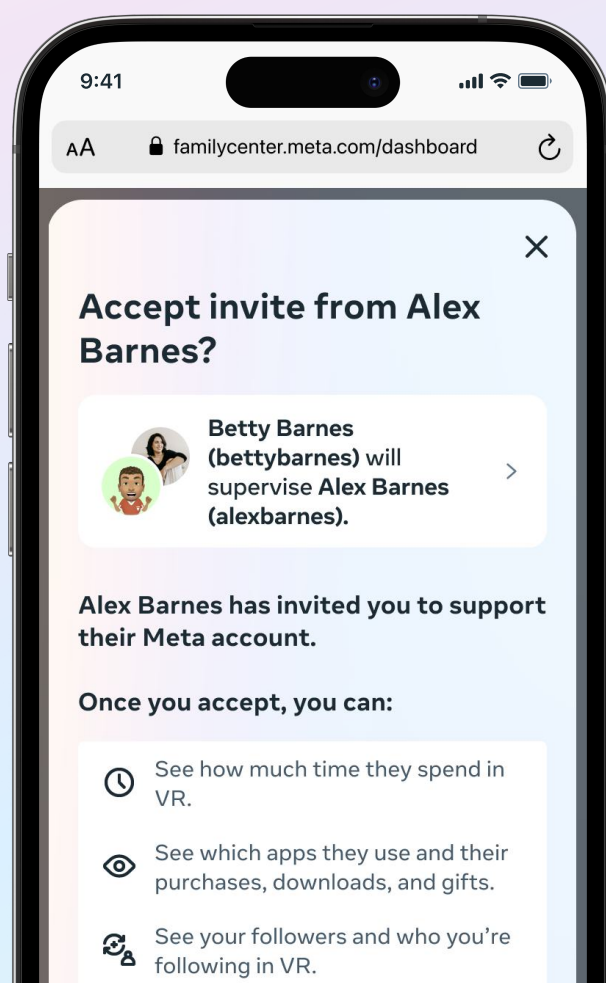 9:41
AA familycenter.meta.com/dashboard
Accept invite from Alex
Barnes?
Betty Barnes
(bettybarnes) will
supervise Alex Barnes
(alexbarnes).
Alex Barnes has invited you to support
their Meta account.
Once you accept, you can:
See how much time they spend in
VR.
See which apps they use and their
purchases, downloads, and gifts.
See your followers and who you’re
following in VR.